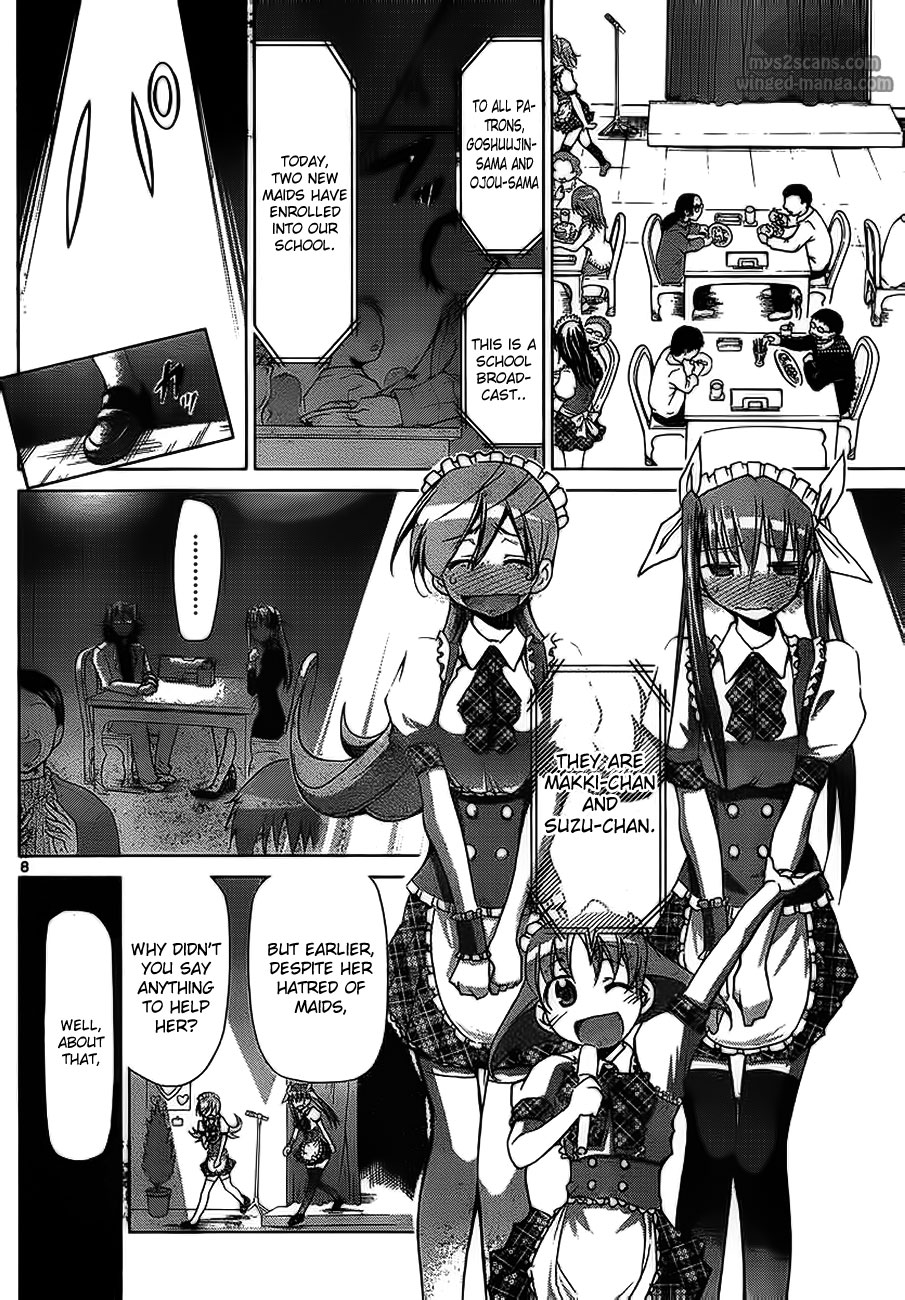 mys2scans.com
winged-manga.com
TO ALL PA-
TRONS,
GOSHUUJIN-
SAMA AND
OJOU-SAMA
THIS IS A
SCHOOL
BROAD-
CAST..
TODAY,
TWO NEW
MAIDS HAVE
ENROLLED
INTO OUR
SCHOOL.
カッ
.........
THEY ARE
MAKKI-CHAN
AND
SUZU-CHAN.
8
BUT EARLIER,
DESPITE HER
HATRED OF
MAIDS,
WHY DIDN'T
YOU SAY
ANYTHING
TO HELP
HER?
WELL,
ABOUT
THAT,